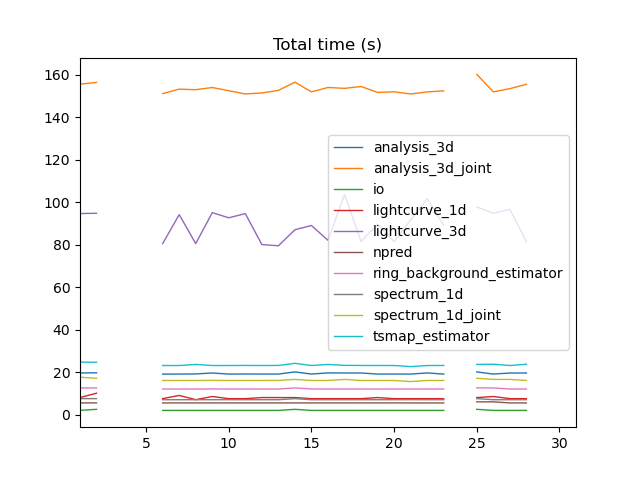 Total time (s)
160
140
120
100
80
60
40
20
0
analysis_3d
analysis_3d_joint
io
lightcurve_1d
lightcurve_3d
npred
ring_background_estimator
spectrum_1d
spectrum_1d_joint
tsmap_estimator
5 10 15 20 25 30